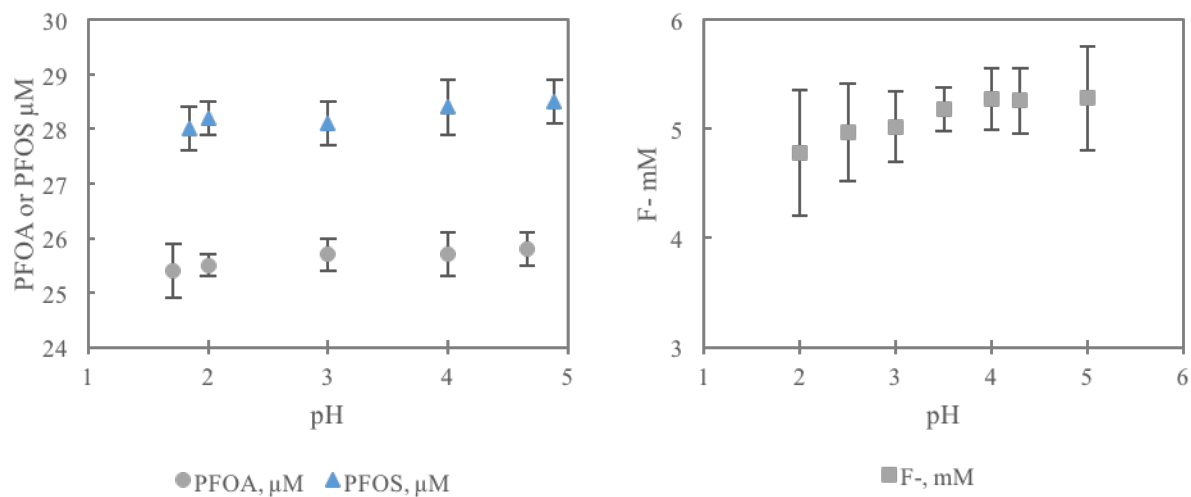 PFOA or PFOS µM
30
29
28
27
26
25
24
1 2 3 4 5
pH
PFOA, µM PFOS, µM
F- mM
6
5
4
3
1 2 3 4 5 6
pH
F-, mM